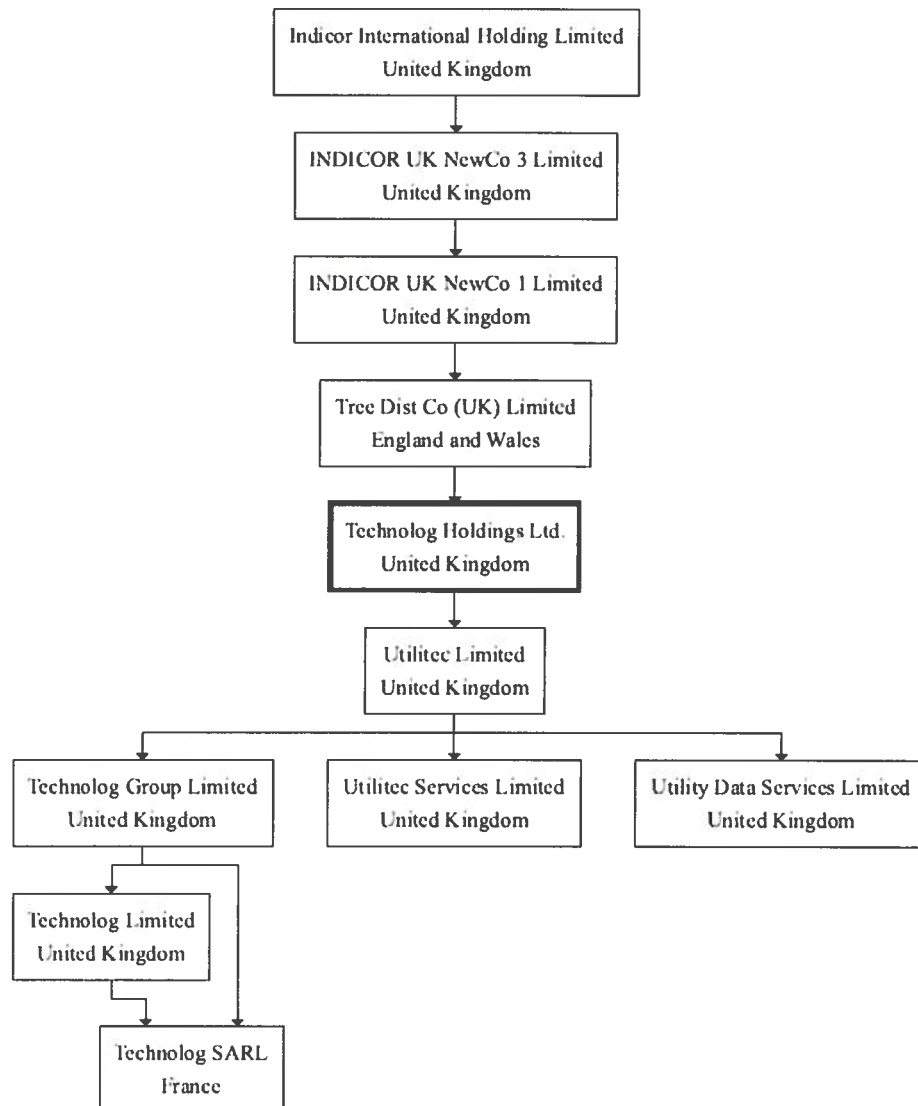 Indicor International Holding Limited
United Kingdom
INDICOR UK NewCo 3 Limited
United Kingdom
INDICOR UK NewCo 1 Limited
United Kingdom
Tree Dist Co (UK) Limited
England and Wales
Technolog Holdings Ltd.
United Kingdom
Utilitec Limited
United Kingdom
Technolog Group Limited
United Kingdom
Utilitec Services Limited
United Kingdom
Utility Data Services Limited
United Kingdom
Technolog Limited
United Kingdom
Technolog SARL
France